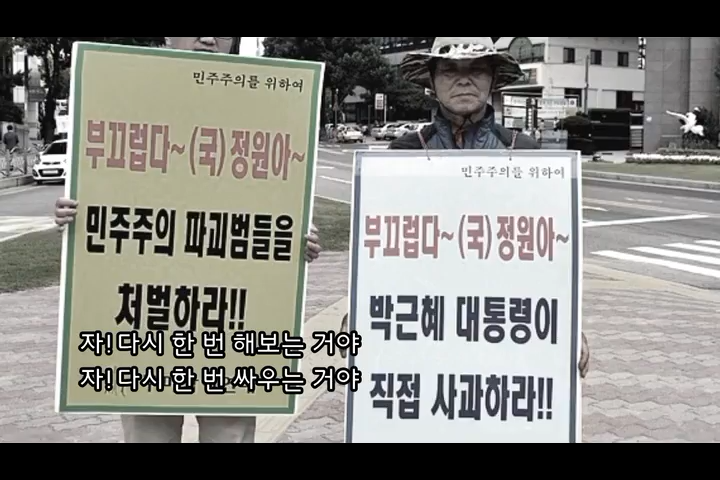 민주주의를 위하여
부끄럽다~(국)정원아~
민주주의 파괴범들을
처벌하라!!
민주주의를 위하여
부끄럽다~(국)정원아~
박근혜 대통령이
직접 사과하라!!
자! 다시 한 번 해보는 거야
자! 다시 한 번 싸우는 거야